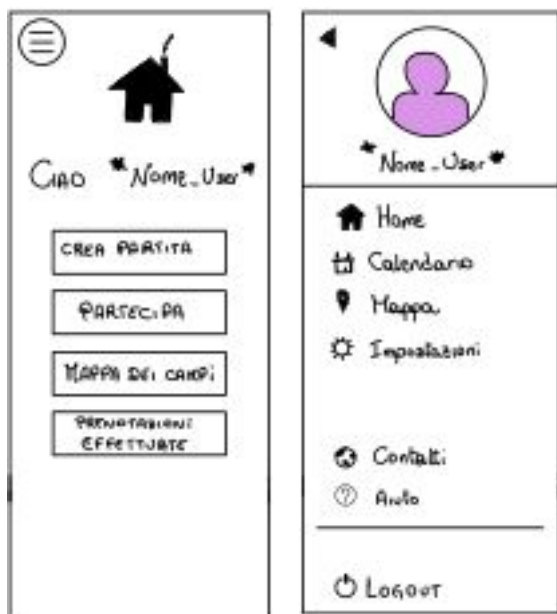 CIAO *Nome_User*
CREA PARTITA
PARTECIPA
MAPPA DEI CAMPI
PRENOTAZIONI
EFFETTUATE
*Nome_User*
Home
Calendario
Mappa
Impostazioni
Contatti
? Aiuto
LOGOUT